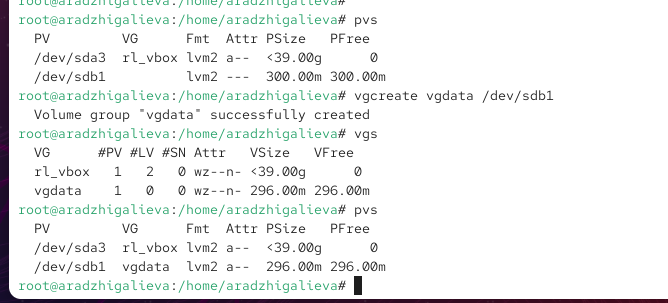 root@aradzhigalieva:/home/aradzhigalieva#
root@aradzhigalieva:/home/aradzhigalieva# pvs
  PV         VG      Fmt  Attr PSize   PFree
  /dev/sda3  rl_vbox lvm2 a--  <39.00g      0
  /dev/sdb1          lvm2 ---  300.00m 300.00m
root@aradzhigalieva:/home/aradzhigalieva# vgcreate vgdata /dev/sdb1
  Volume group "vgdata" successfully created
root@aradzhigalieva:/home/aradzhigalieva# vgs
  VG      #PV #LV #SN Attr   VSize   VFree
  rl_vbox   1   2   0 wz--n- <39.00g      0
  vgdata    1   0   0 wz--n- 296.00m 296.00m
root@aradzhigalieva:/home/aradzhigalieva# pvs
  PV         VG      Fmt  Attr PSize   PFree
  /dev/sda3  rl_vbox lvm2 a--  <39.00g      0
  /dev/sdb1  vgdata  lvm2 a--  296.00m 296.00m
root@aradzhigalieva:/home/aradzhigalieva#